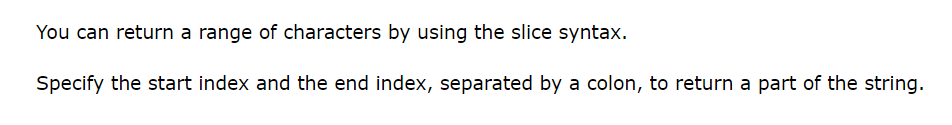 You can return a range of characters by using the slice syntax.
Specify the start index and the end index, separated by a colon, to return a part of the string.